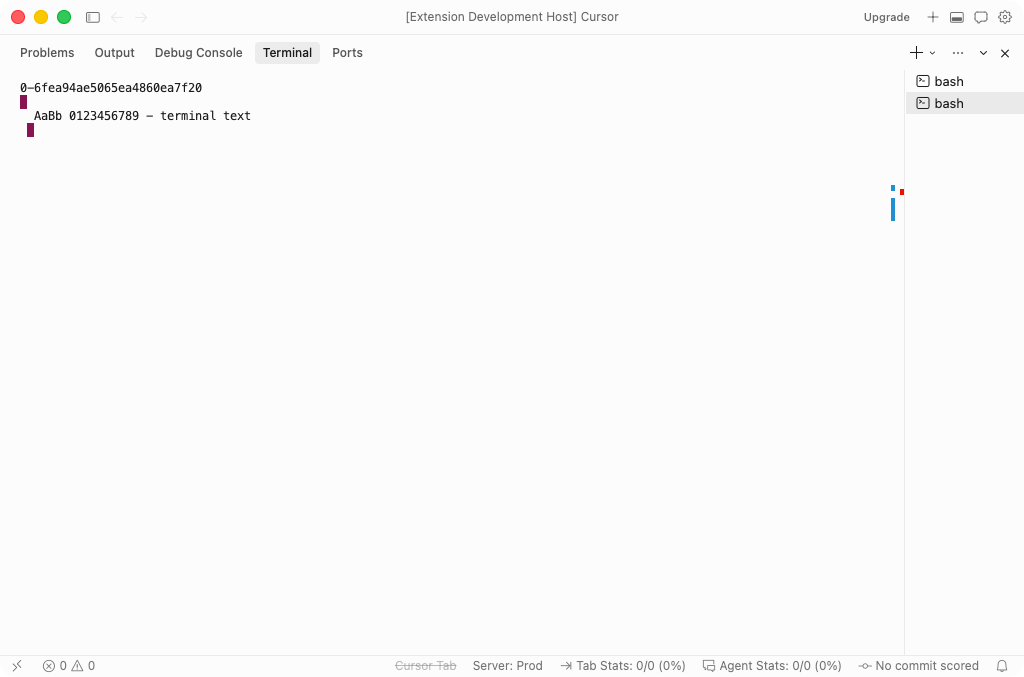 [Extension Development Host] Cursor
Upgrade
Problems Output Debug Console Terminal Ports
0-6fea94ae5065ea4860ea7f20
AaBb 0123456789 - terminal text
bash
bash
0 0 Cursor Tab Server: Prod Tab Stats: 0/0 (0%) Agent Stats: 0/0 (0%) No commit scored